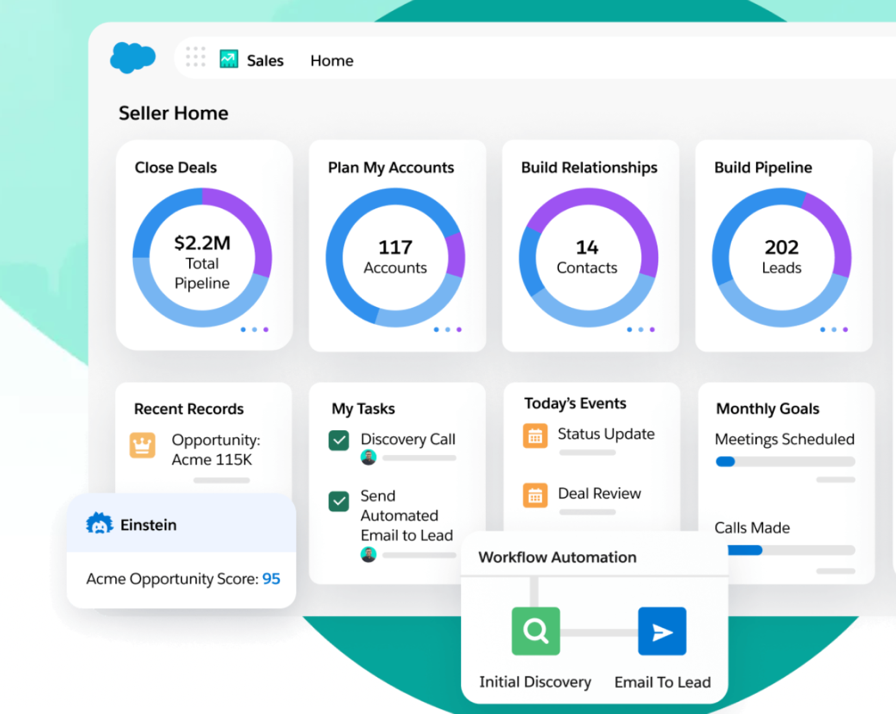 Sales Home
Seller Home
Close Deals
$2.2M
Total
Pipeline
Plan My Accounts
117
Accounts
Build Relationships
14
Contacts
Build Pipeline
202
Leads
Recent Records
Opportunity:
Acme 115K
Einstein
Acme Opportunity Score: 95
My Tasks
Discovery Call
Send
Automated
Email to Lead
Today’s Events
Status Update
Deal Review
Monthly Goals
Meetings Scheduled
Calls Made
Workflow Automation
Initial Discovery
Email To Lead